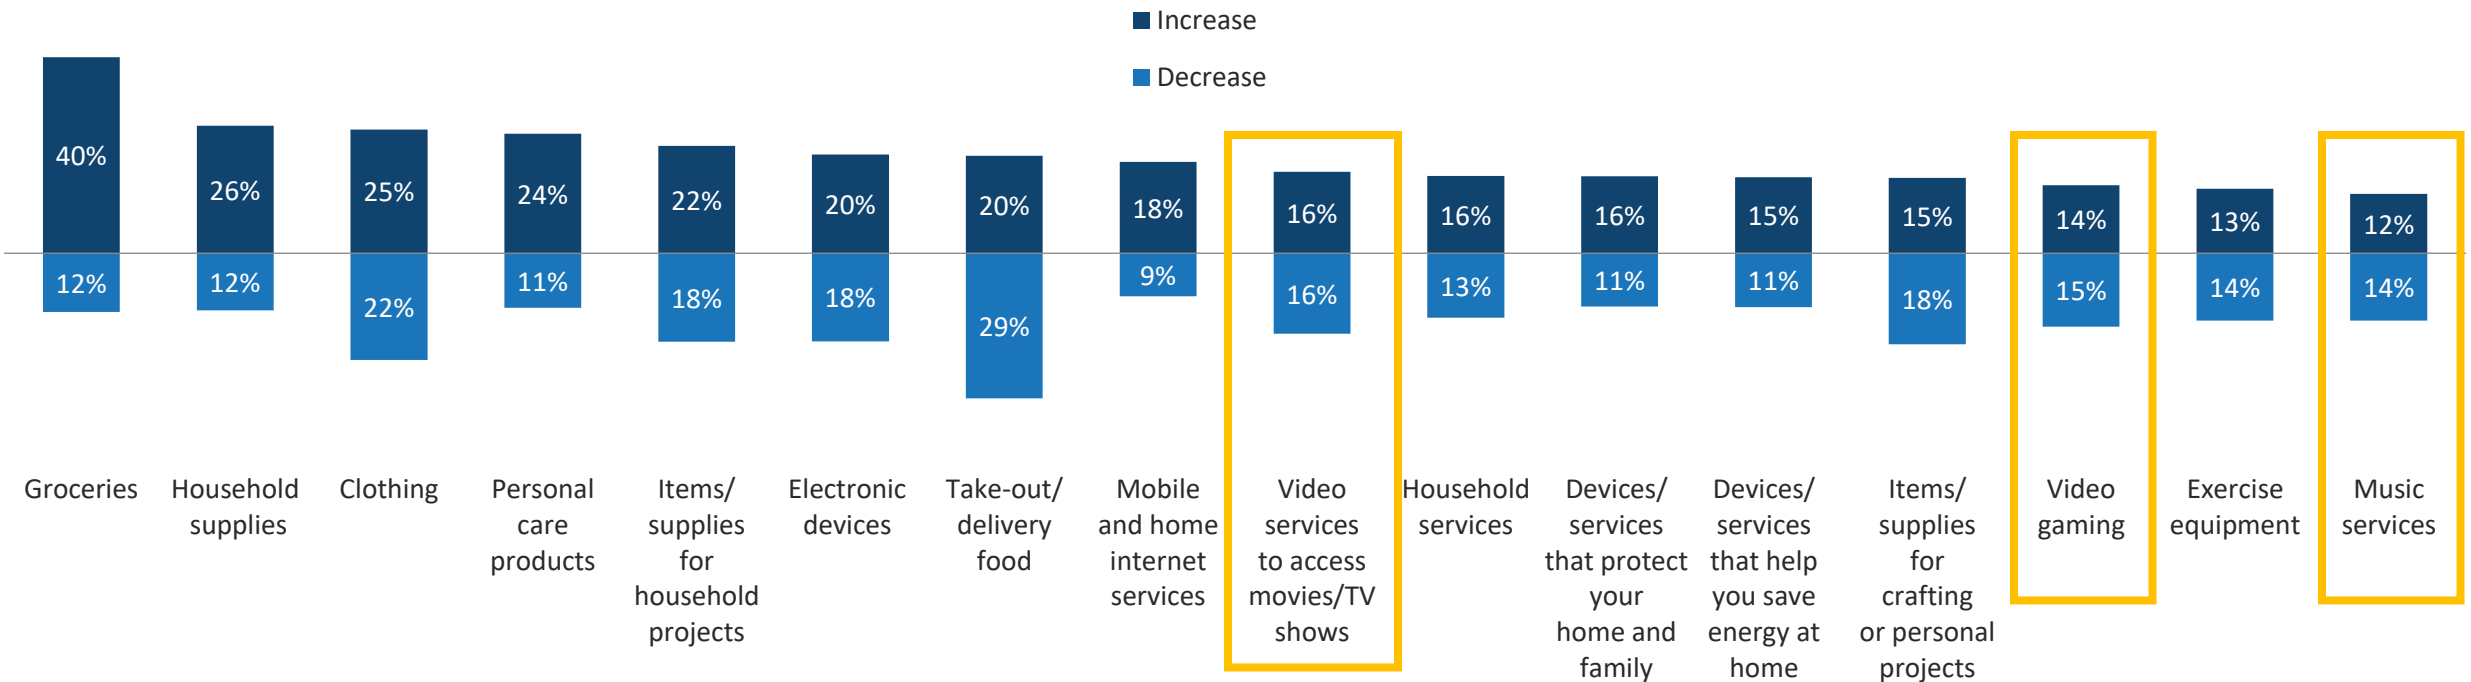 Increase
Decrease
40%
26%
25%
24%
22%
20%
20%
18%
16%
16%
16%
15%
15%
14%
13%
12%
12%
12%
22%
11%
18%
18%
29%
9%
16%
13%
11%
11%
18%
15%
14%
14%
Groceries
Household
supplies
Clothing
Personal
care
products
Items/
supplies
for
household
projects
Electronic
devices
Take-out/
delivery
food
Mobile
and home
internet
services
Video
services
to access
movies/TV
shows
Household
services
Devices/
services
that protect
your
home and
family
Devices/
services
that help
you save
energy at
home
Items/
supplies
for
crafting
or personal
projects
Video
gaming
Exercise
equipment
Music
services